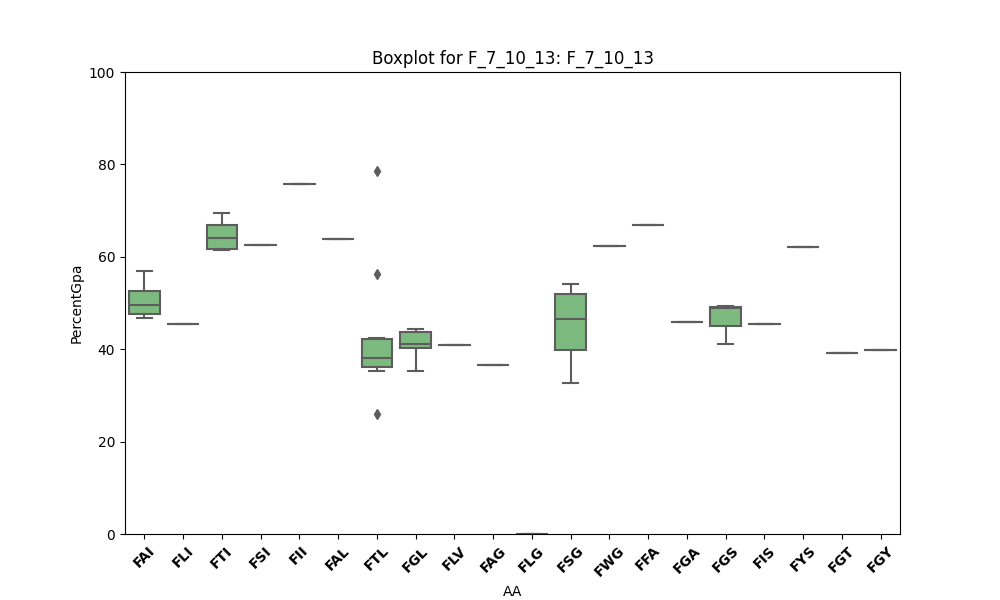 Boxplot for F_7_10_13: F_7_10_13
100
80
60
40
20
0
PercentGpa
FAI FLI FTI FSI FII FAL FTL FGL FLV FAG FLG FSG FWG FFA FGA FGS FIS FYS FGT FGY
AA